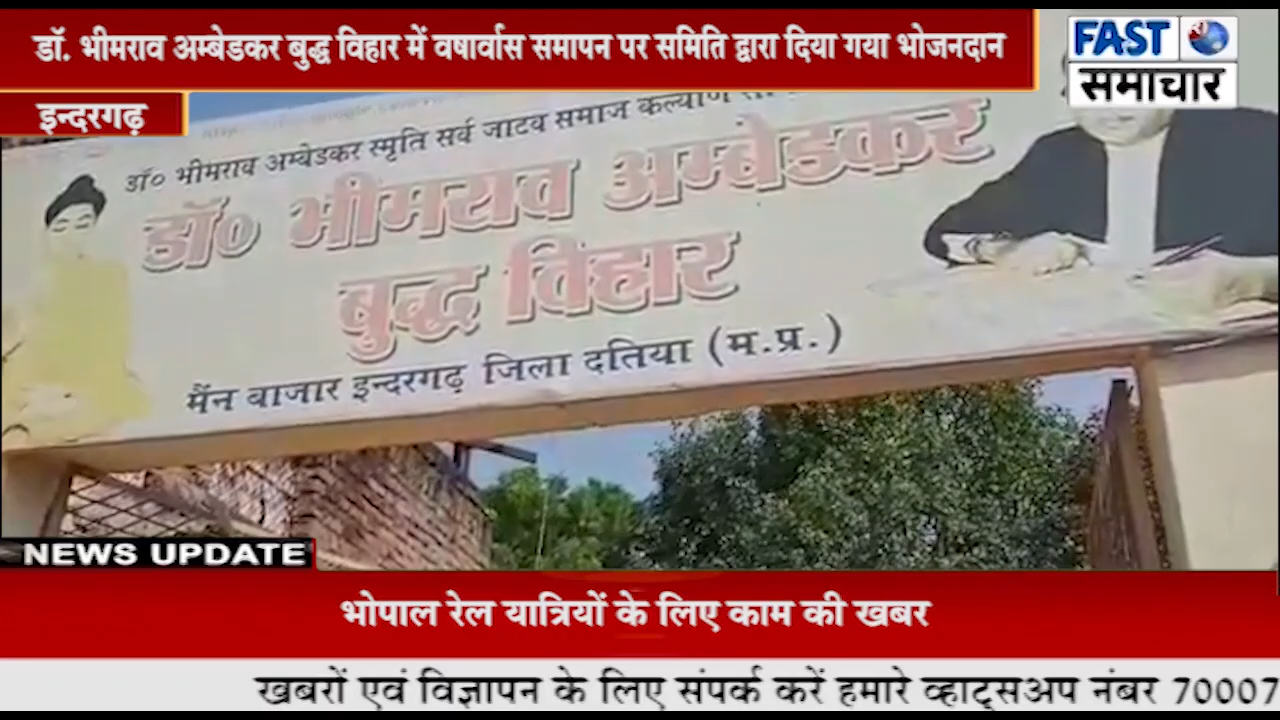 डॉ. भीमराव अम्बेडकर बुद्ध विहार में वर्षार्वास समापन पर समिति द्वारा दिया गया भोजनदान
FAST
समाचार
इन्दरगढ़
डॉ० भीमराव अम्बेडकर स्मृति सर्व जाटव समाज कल्याण
डॉ० भीमराव अम्बेडकर
बुद्ध विहार
मैंन बाजार इन्दरगढ़ जिला दतिया (म.प्र.)
NEWS UPDATE
भोपाल रेल यात्रियों के लिए काम की खबर
खबरों एवं विज्ञापन के लिए संपर्क करें हमारे व्हाट्सअप नंबर 70007